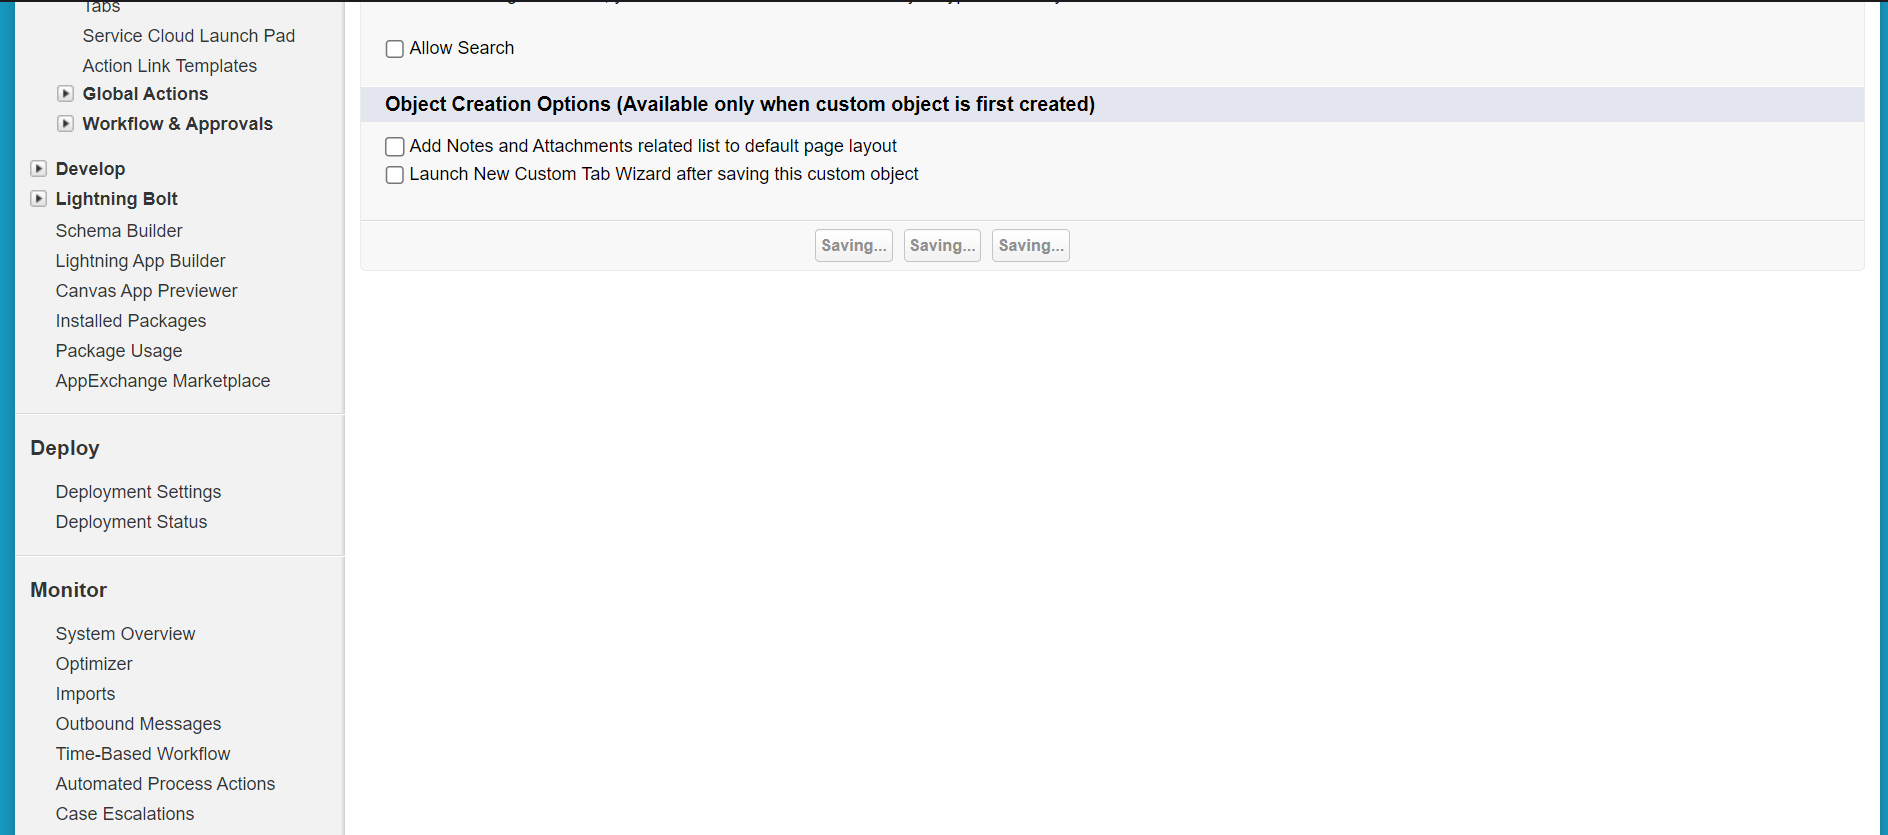 Tabs
Service Cloud Launch Pad
Action Link Templates
Global Actions
Workflow & Approvals
Develop
Lightning Bolt
Schema Builder
Lightning App Builder
Canvas App Previewer
Installed Packages
Package Usage
AppExchange Marketplace
Deploy
Deployment Settings
Deployment Status
Monitor
System Overview
Optimizer
Imports
Outbound Messages
Time-Based Workflow
Automated Process Actions
Case Escalations
Allow Search
Object Creation Options (Available only when custom object is first created)
Add Notes and Attachments related list to default page layout
Launch New Custom Tab Wizard after saving this custom object
Saving... Saving... Saving...